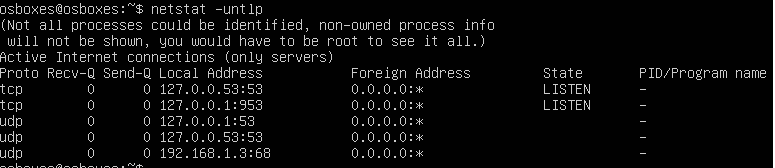 osboxes@osboxes:~$ netstat -untlp
(Not all processes could be identified, non-owned process info
 will not be shown, you would have to be root to see it all.)
Active Internet connections (only servers)
Proto Recv-Q Send-Q Local Address           Foreign Address         State       PID/Program name
tcp        0      0 127.0.0.53:53           0.0.0.0:*               LISTEN      -
tcp        0      0 127.0.0.1:953           0.0.0.0:*               LISTEN      -
udp        0      0 127.0.0.1:53            0.0.0.0:*                           -
udp        0      0 127.0.0.53:53           0.0.0.0:*                           -
udp        0      0 192.168.1.3:68          0.0.0.0:*                           -
osboxes@osboxes:~$